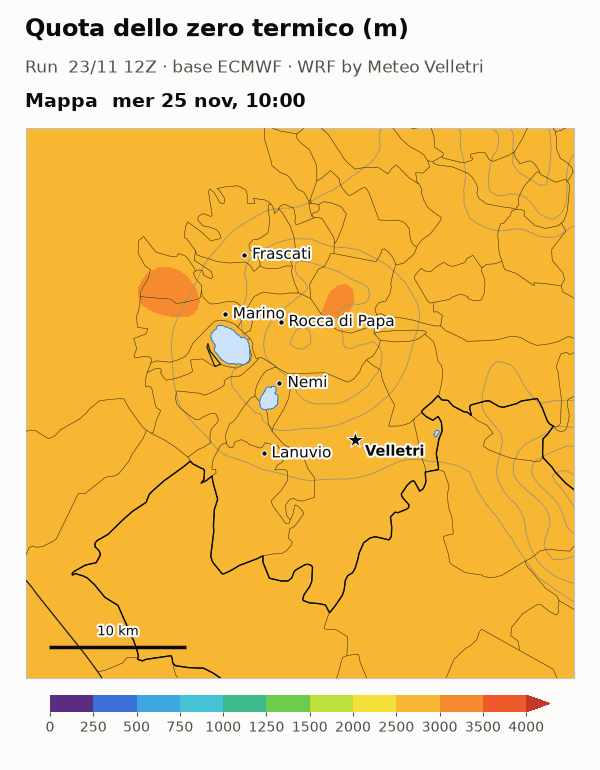 Quota dello zero termico (m)
Run  23/11 12Z · base ECMWF · WRF by Meteo Velletri
Mappa  mer 25 nov, 10:00
Frascati
Marino
Rocca di Papa
Nemi
Velletri
Lanuvio
10 km
0 250 500 750 1000 1250 1500 2000 2500 3000 3500 4000